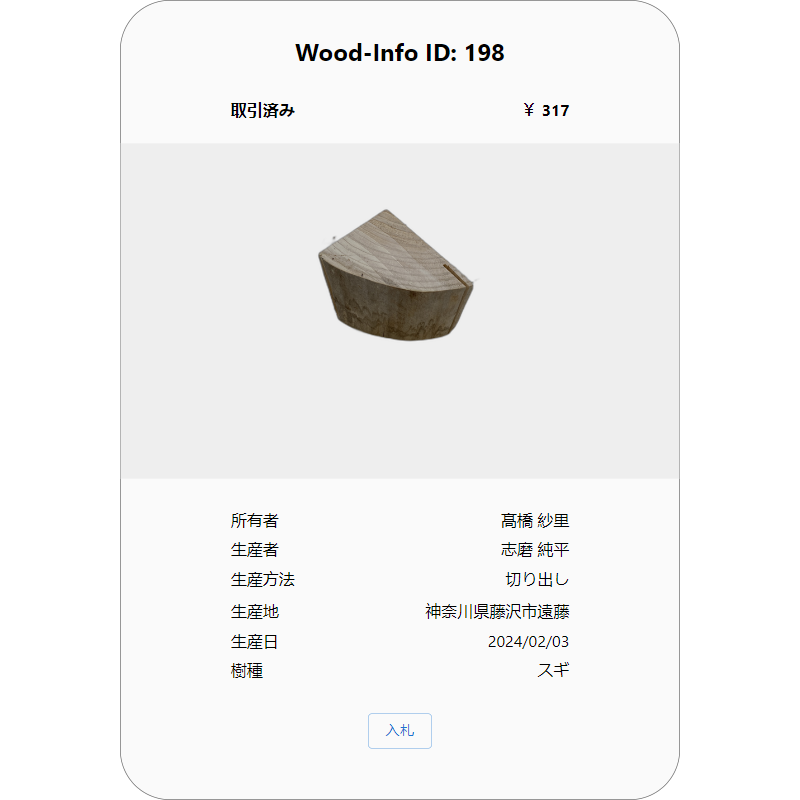 Wood-Info ID: 198
取引済み ￥ 317
所有者 髙橋 紗里
生産者 志磨 純平
生産方法 切り出し
生産地 神奈川県藤沢市遠藤
生産日 2024/02/03
樹種 スギ
入札